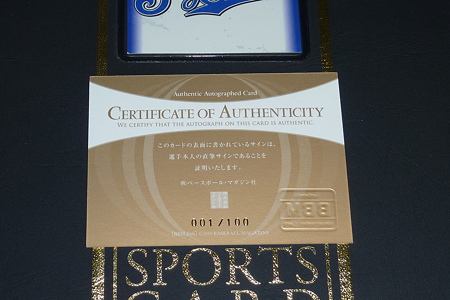 Authentic Autographed Card
CERTIFICATE OF AUTHENTICITY
WE CERTIFY THAT THE AUTOGRAPH ON THIS CARD IS AUTHENTIC.
このカードの表面に書かれているサインは、
選手本人の直筆サインであることを
証明いたします。
㈱ベースボール・マガジン社
BBM
001/100
BASEBALL MAGAZINE
SPORTS
CARD